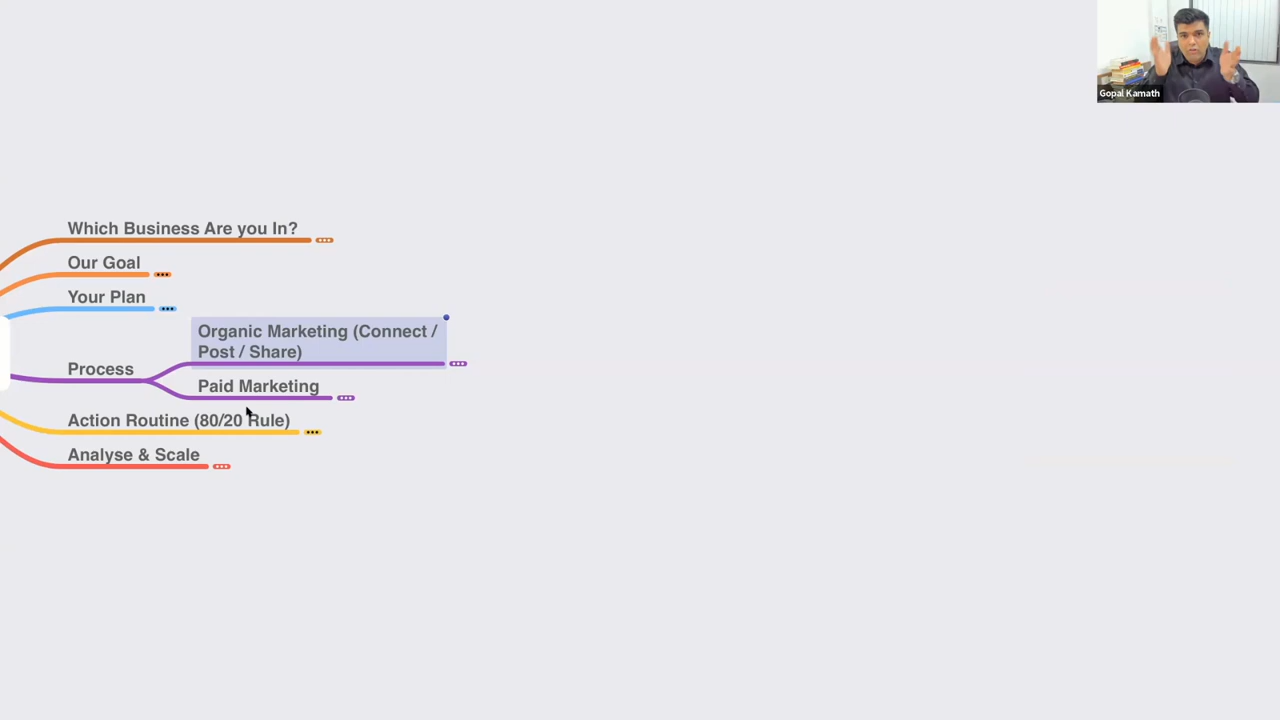 Gopal Kamath
Which Business Are you In?
Our Goal
Your Plan
Organic Marketing (Connect /
Post / Share)
Process
Paid Marketing
Action Routine (80/20 Rule)
Analyse & Scale